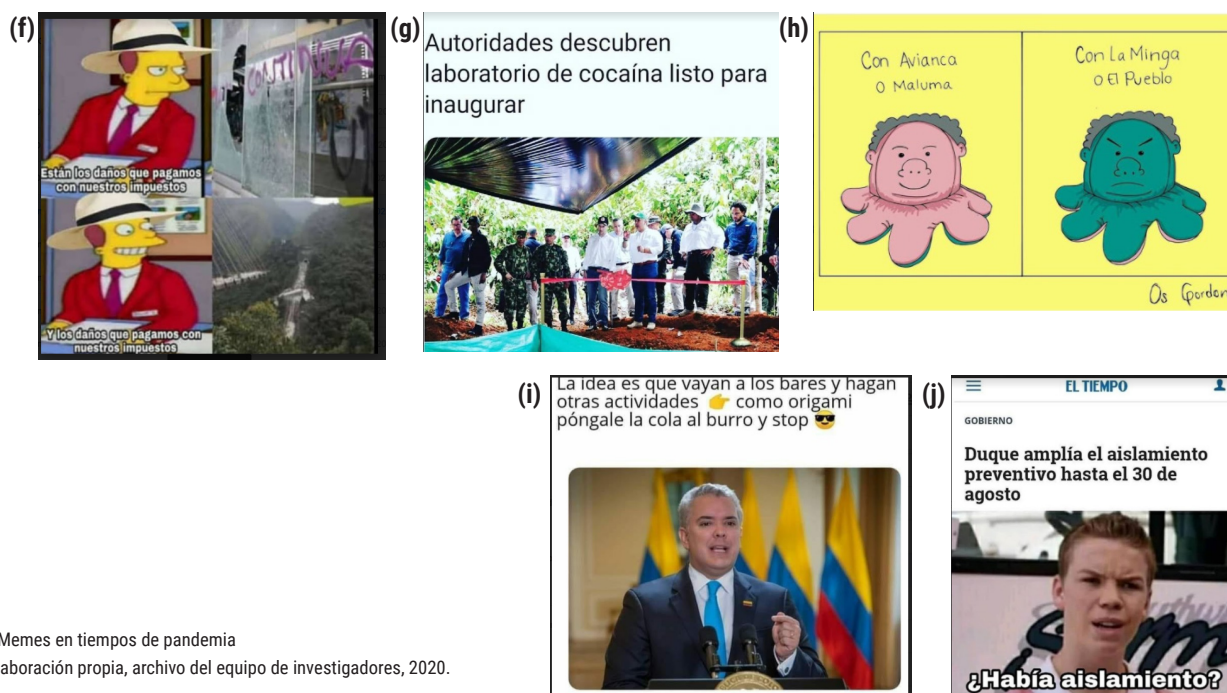 (f)
Están los daños que pagamos
con nuestros impuestos
CONTINUA
Y los daños que pagamos con
nuestros impuestos
(g)
Autoridades descubren
laboratorio de cocaína listo para
inaugurar
(h)
Con Avianca
o Maluma
Con La Minga
o El Pueblo
Os Gordon
(i)
La idea es que vayan a los bares y hagan
otras actividades 👉 como origami
póngale la cola al burro y stop 😎
(j)
EL TIEMPO
GOBIERNO
Duque amplía el aislamiento
preventivo hasta el 30 de
agosto
¿Había aislamiento?
Memes en tiempos de pandemia
laboración propia, archivo del equipo de investigadores, 2020.